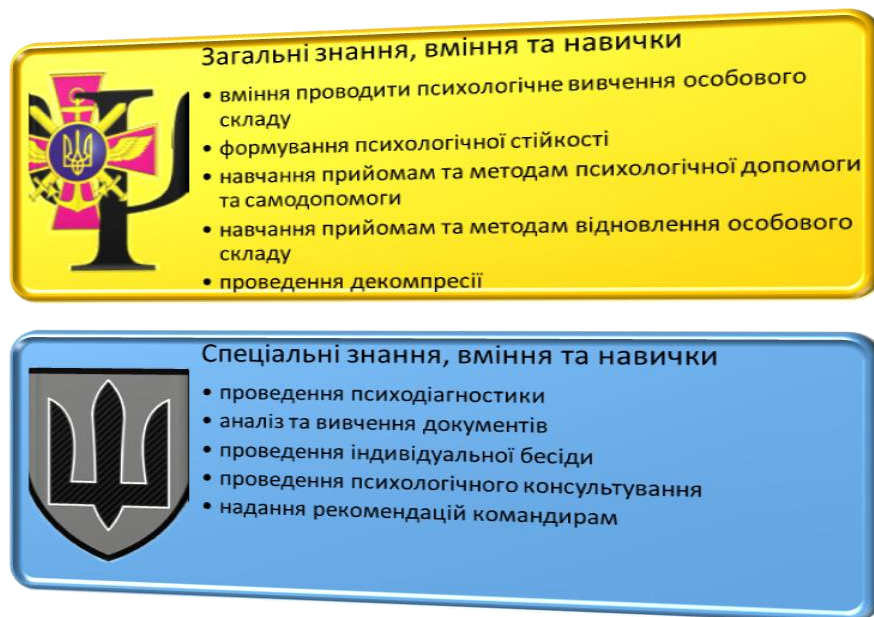 Загальні знання, вміння та навички
• вміння проводити психологічне вивчення особового
складу
• формування психологічної стійкості
• навчання прийомам та методам психологічної допомоги
та самодопомоги
• навчання прийомам та методам відновлення особового
складу
• проведення декомпресії
Спеціальні знання, вміння та навички
• проведення психодіагностики
• аналіз та вивчення документів
• проведення індивідуальної бесіди
• проведення психологічного консультування
• надання рекомендацій командирам